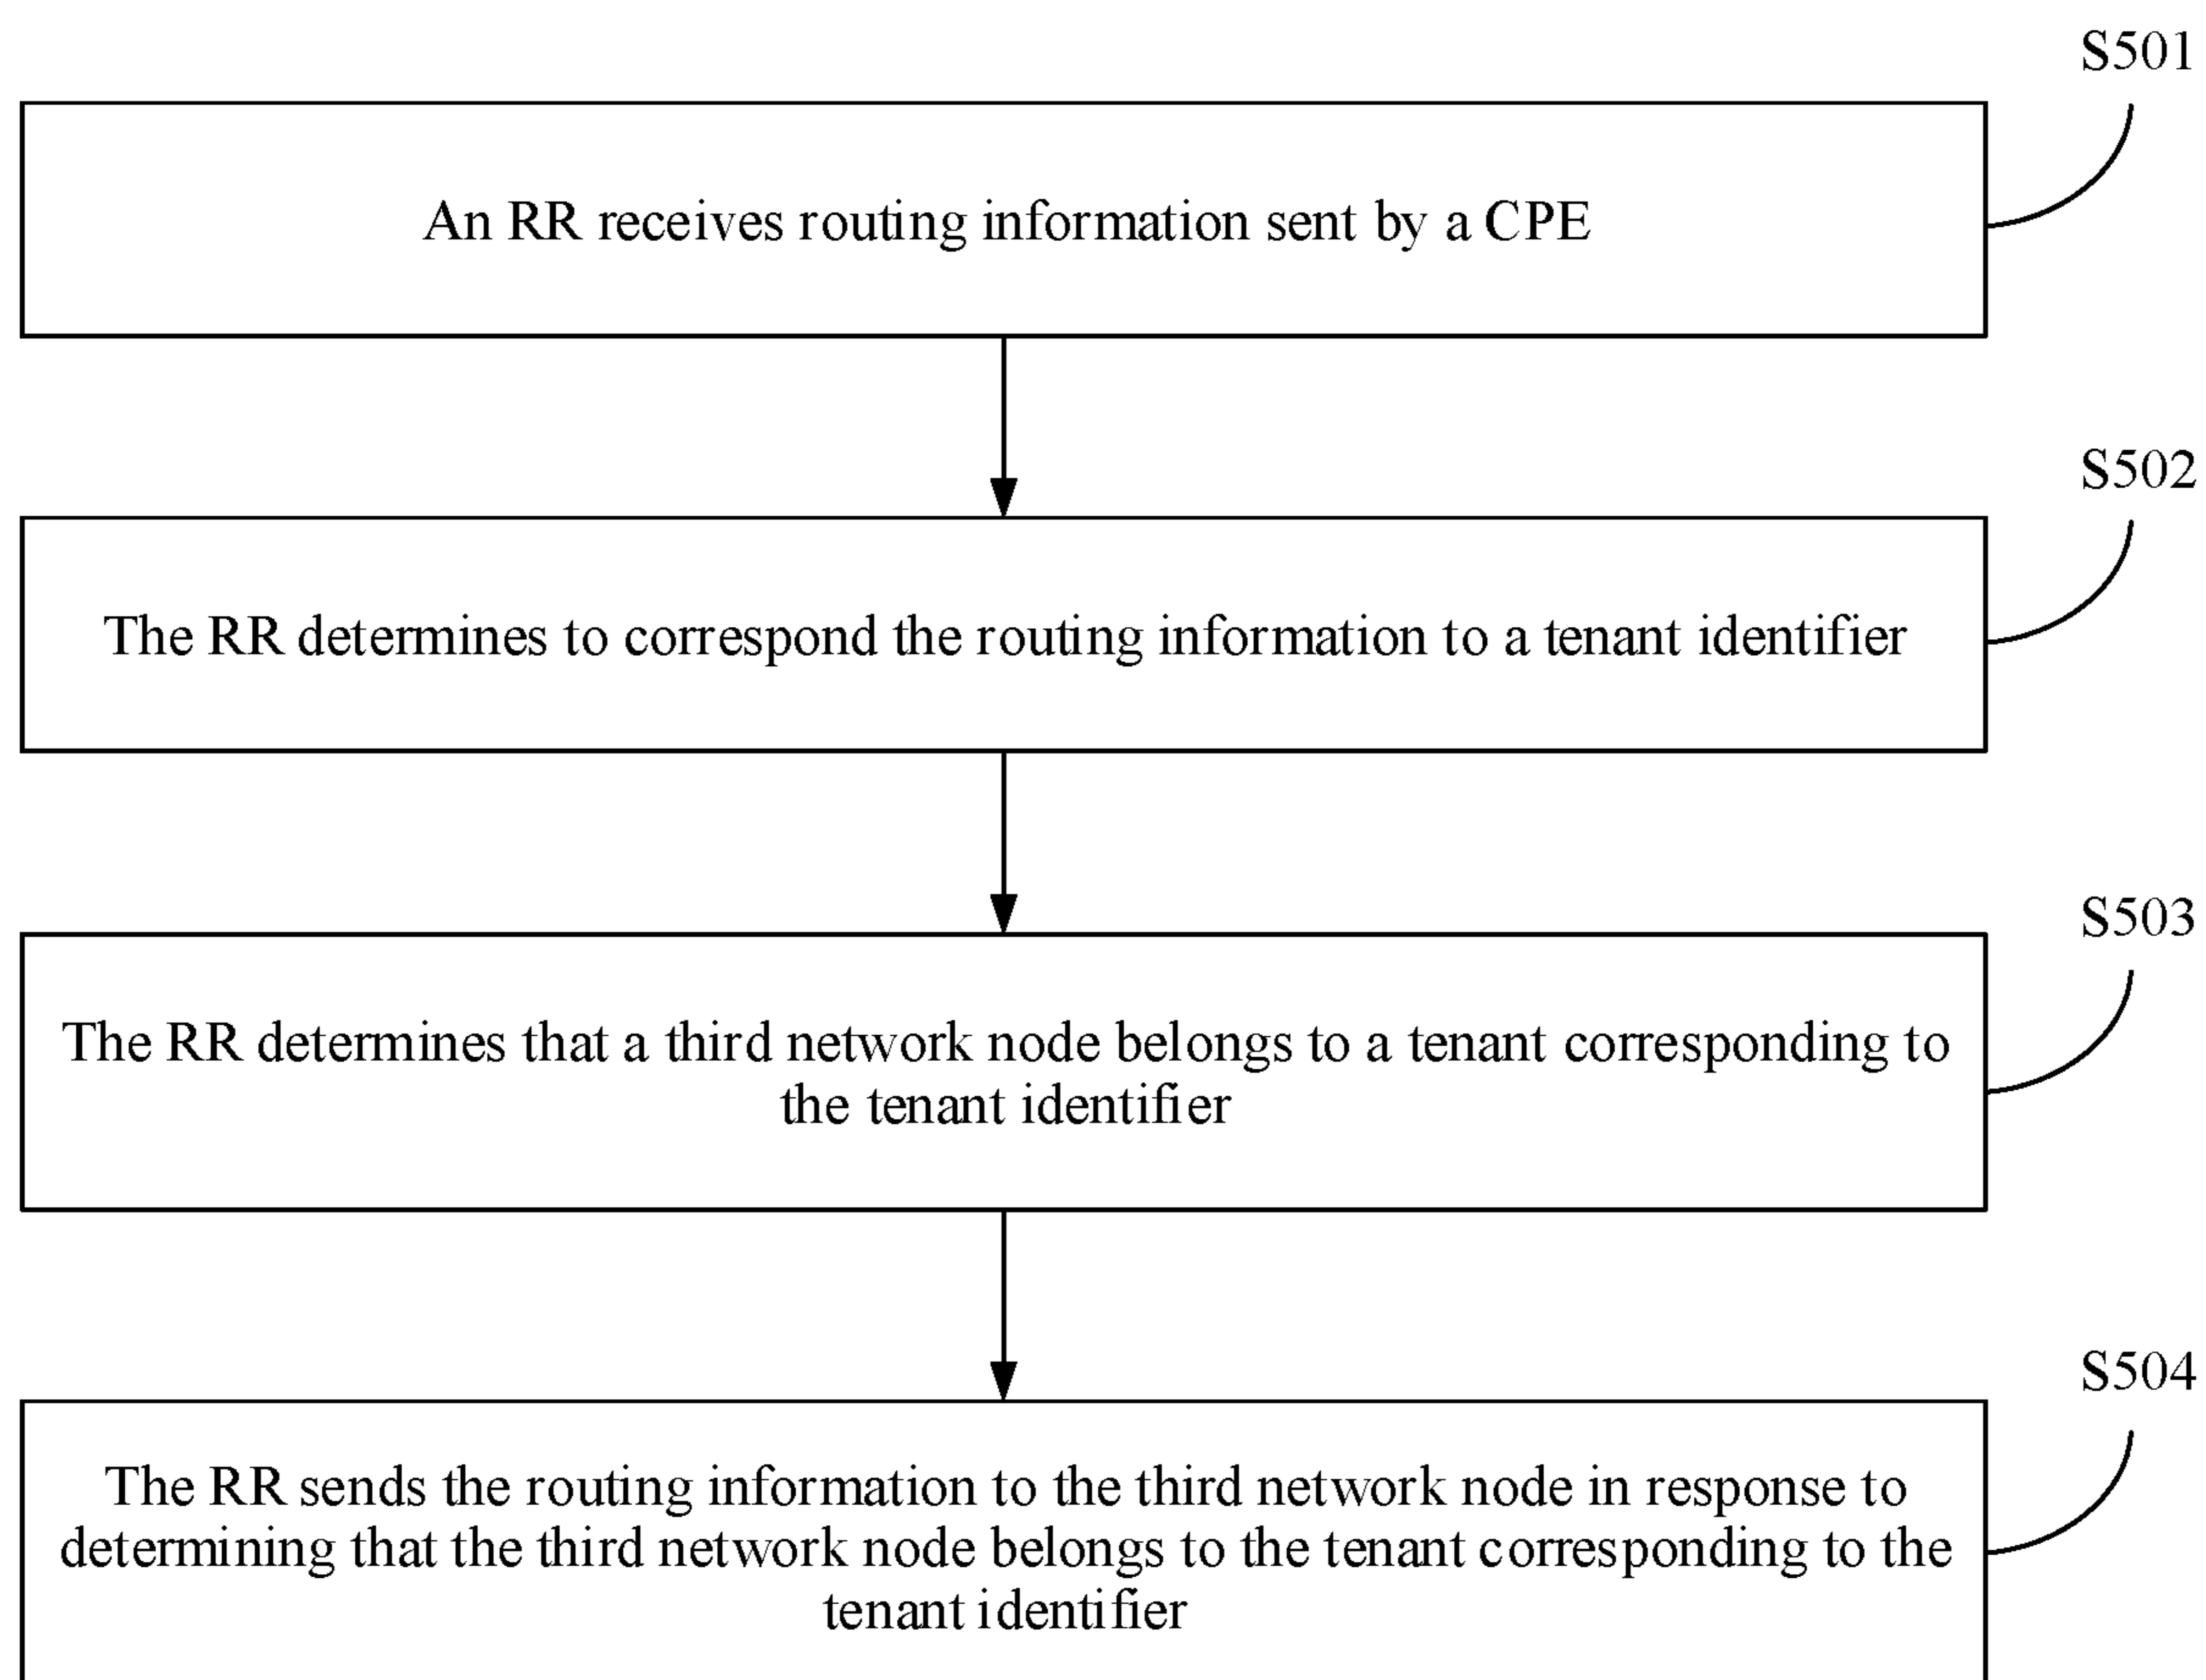 S501
An RR receives routing information sent by a CPE
S502
The RR determines to correspond the routing information to a tenant identifier
S503
The RR determines that a third network node belongs to a tenant corresponding to
the tenant identifier
S504
The RR sends the routing information to the third network node in response to
determining that the third network node belongs to the tenant corresponding to the
tenant identifier